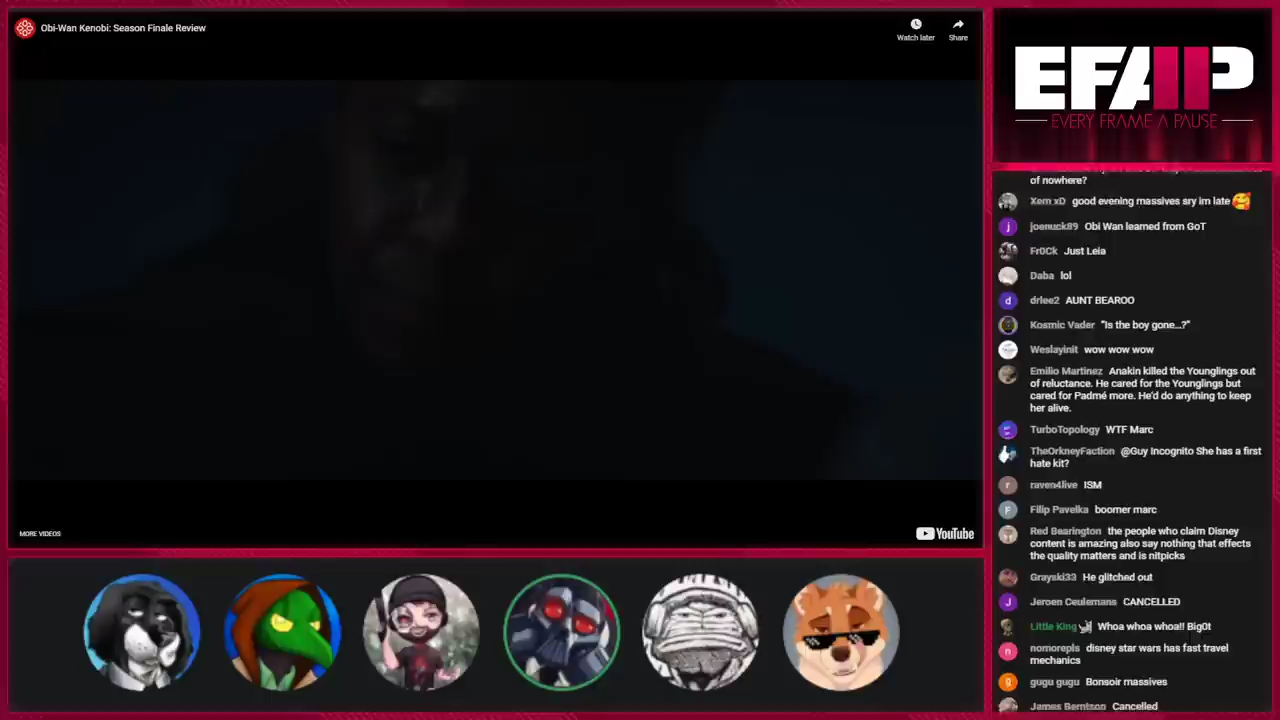 Obi-Wan Kenobi: Season Finale Review
Watch later
Share
MORE VIDEOS
YouTube
EFAP
EVERY FRAME A PAUSE
of nowhere?
Xem xD good evening massives sry im late
joenuck89 Obi Wan learned from GoT
Fr0Ck Just Leia
Daba lol
drlee2 AUNT BEAROO
Kosmic Vader "Is the boy gone...?"
Weslayinit wow wow wow
Emilio Martinez Anakin killed the Younglings out
of reluctance. He cared for the Younglings but
cared for Padmé more. He'd do anything to keep
her alive.
TurboTopology WTF Marc
TheOrkneyFaction @Guy Incognito She has a first
hate kit?
raven4live ISM
Filip Pavelka boomer marc
Red Bearington the people who claim Disney
content is amazing also say nothing that effects
the quality matters and is nitpicks
Grayski33 He glitched out
Jeroen Ceulemans CANCELLED
Little King Whoa whoa whoa!! Big0t
nomorepls disney star wars has fast travel
mechanics
gugu gugu Bonsoir massives
James Berntson Cancelled